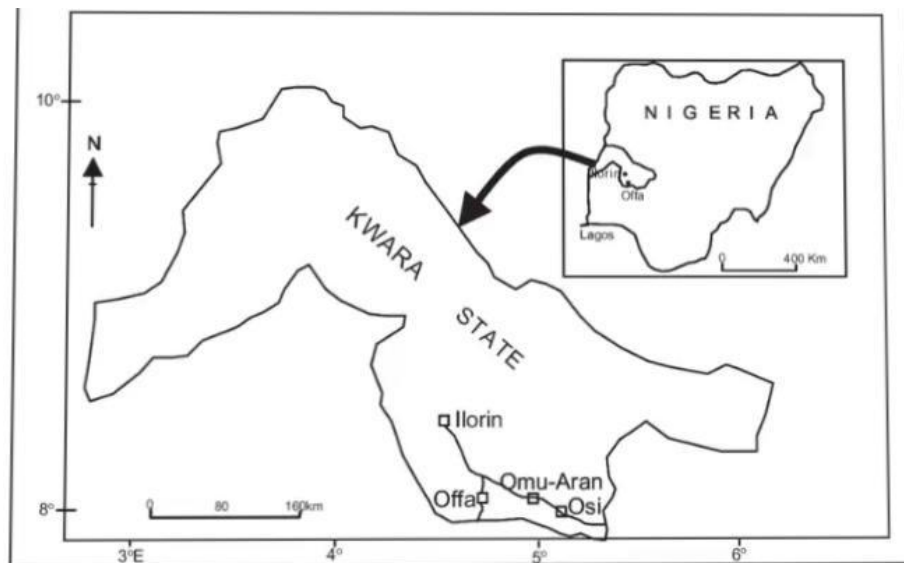 10°
N
NIGERIA
Ilorin
Offa
Lagos
0 400 Km
KWARA
STATE
Ilorin
Omu-Aran
Offa
Osi
0 80 160km
8°
3°E 4° 5° 6°